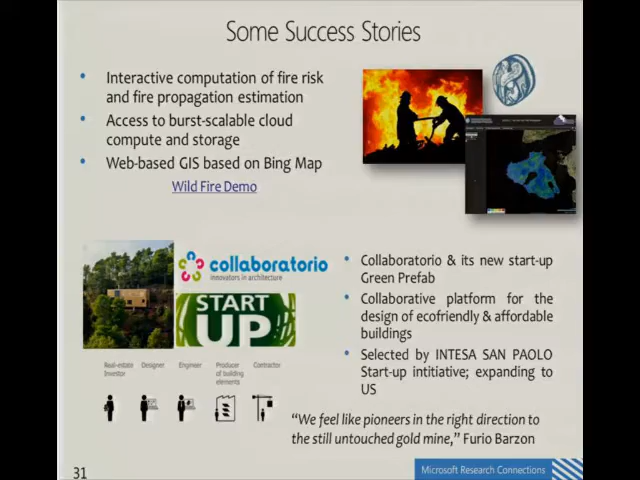 Some Success Stories
• Interactive computation of fire risk
and fire propagation estimation
• Access to burst-scalable cloud
compute and storage
• Web-based GIS based on Bing Map
Wild Fire Demo
collaboratorio
innovators in architecture
START
UP
Real-estate
Investor
Designer
Engineer
Producer
of building
elements
Contractor
• Collaboratorio & its new start-up
Green Prefab
• Collaborative platform for the
design of ecofriendly & affordable
buildings
• Selected by INTESA SAN PAOLO
Start-up intitiative; expanding to
US
“We feel like pioneers in the right direction to
the still untouched gold mine,” Furio Barzon
31
Microsoft Research Connections